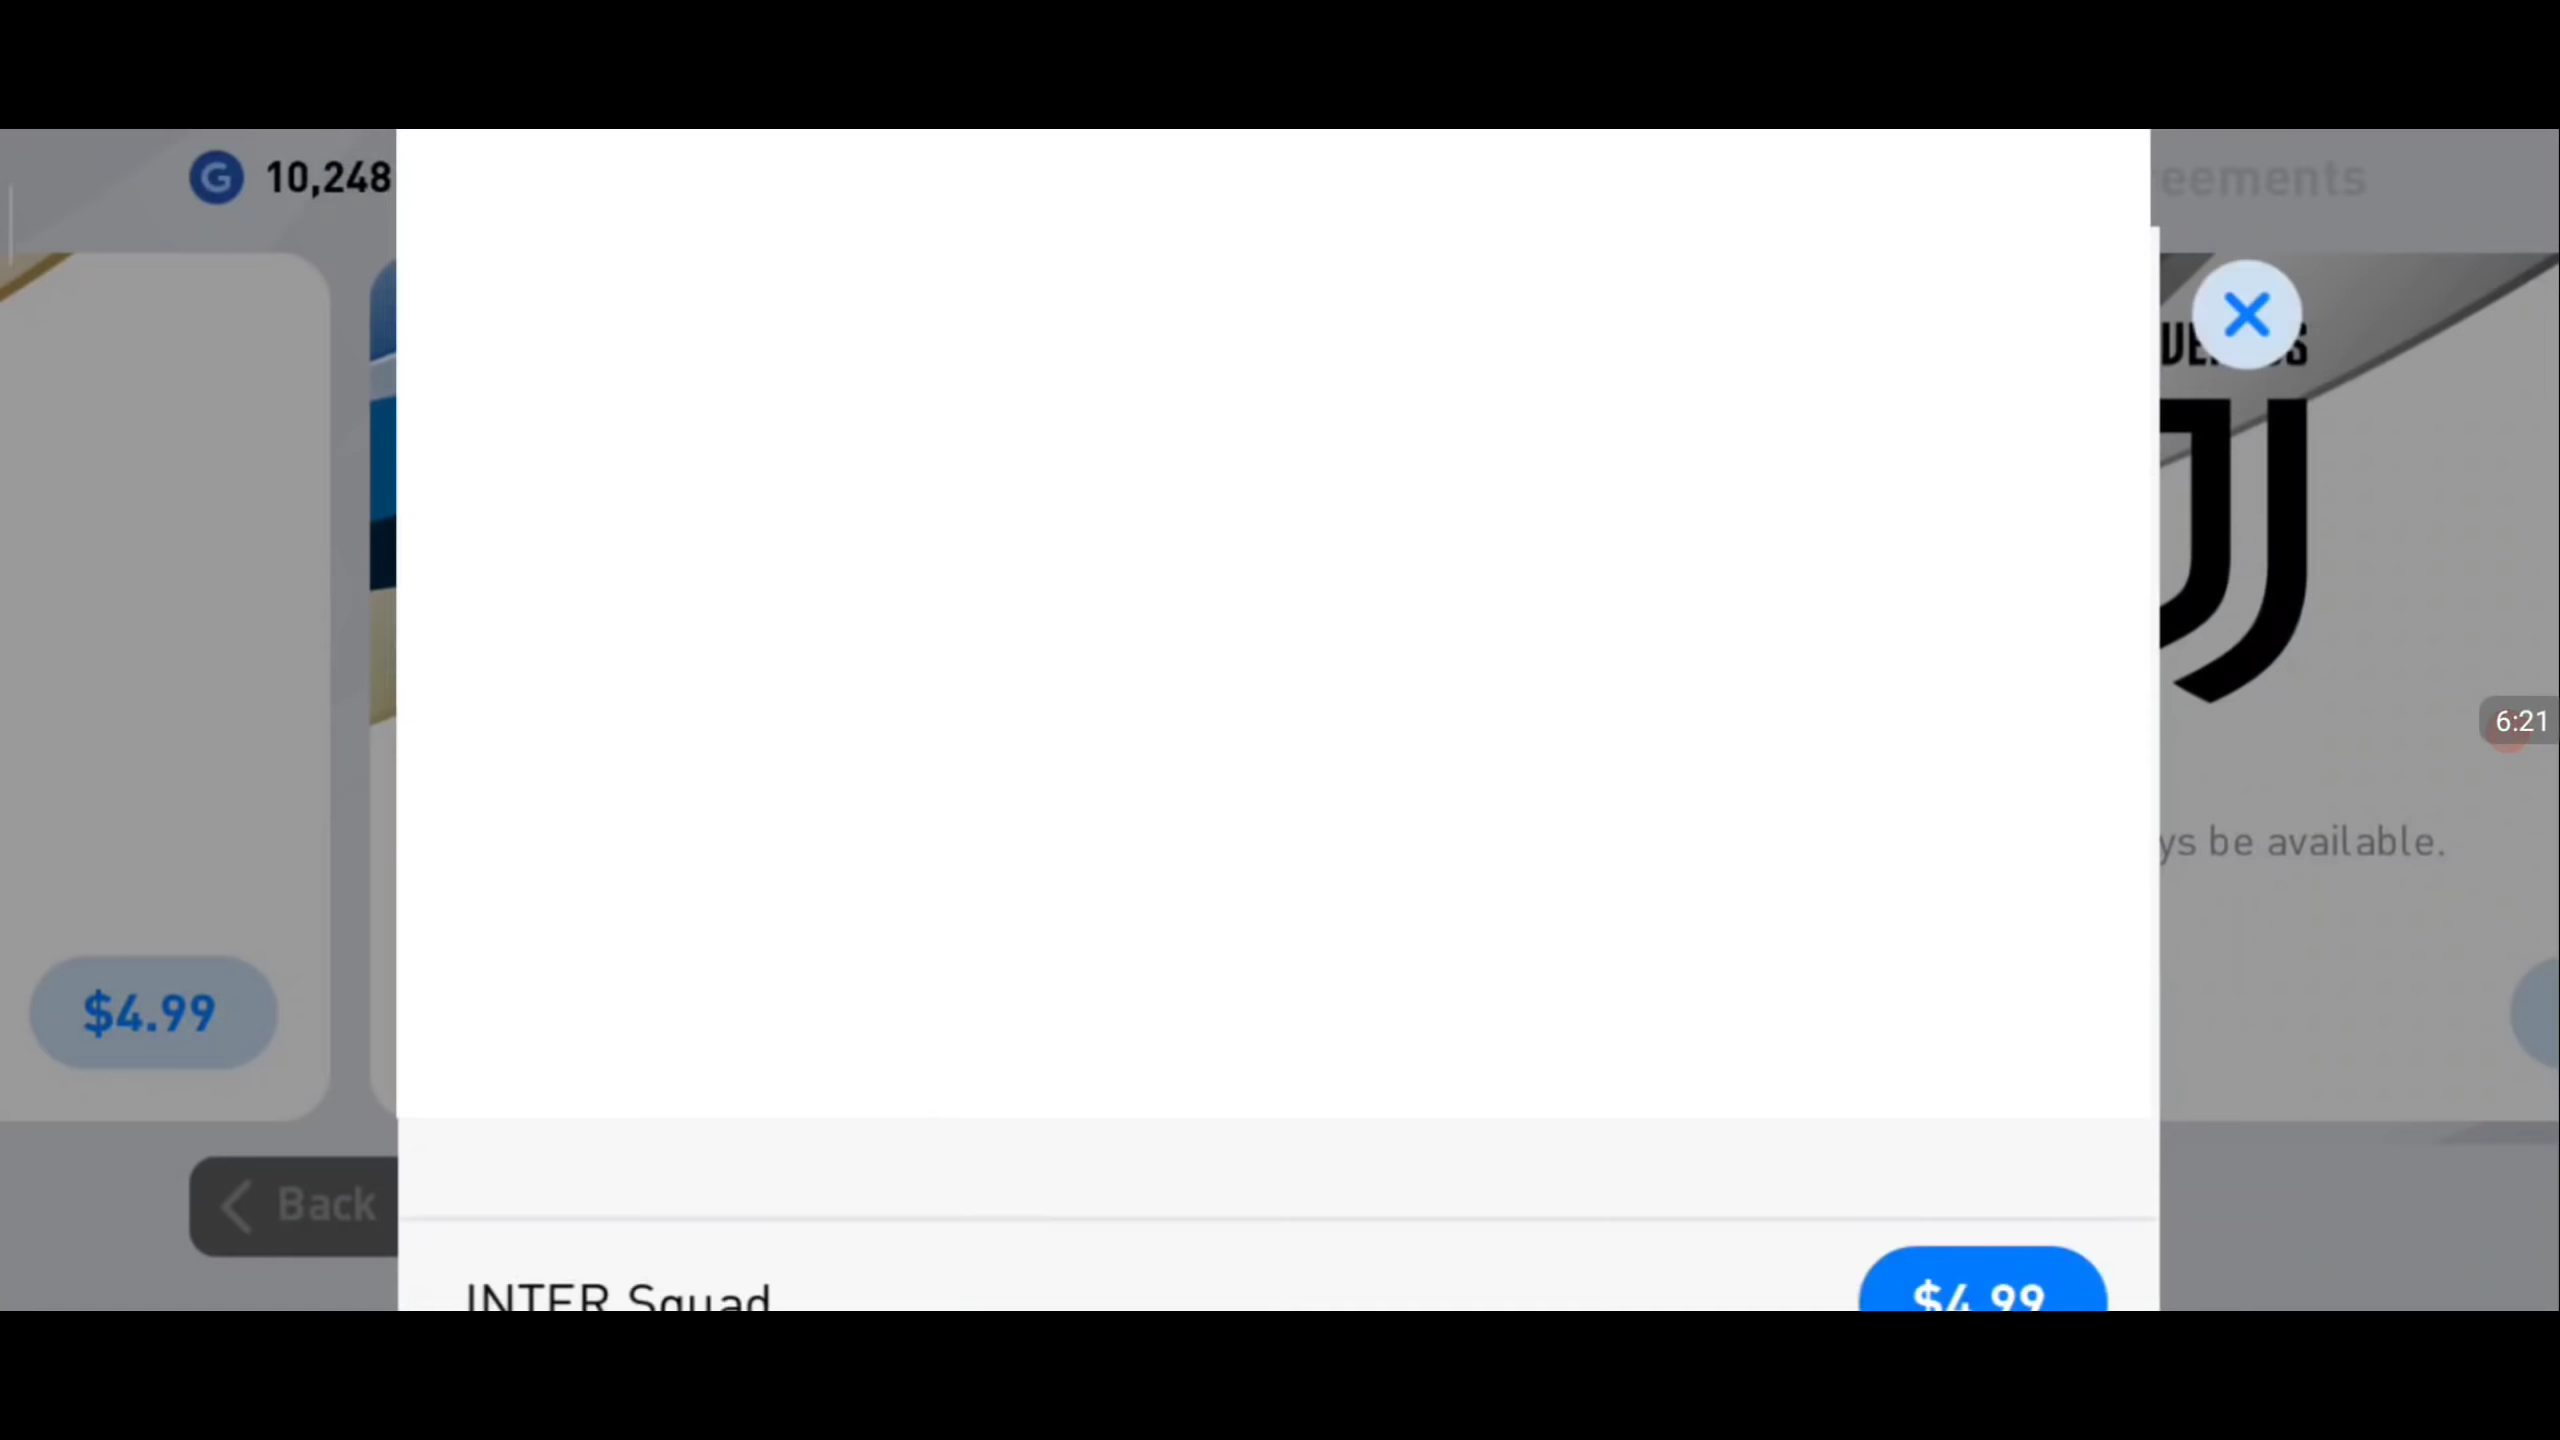 G 10,248
eements
6:21
ys be available.
$4.99
Back
INTER Squad
$4.99